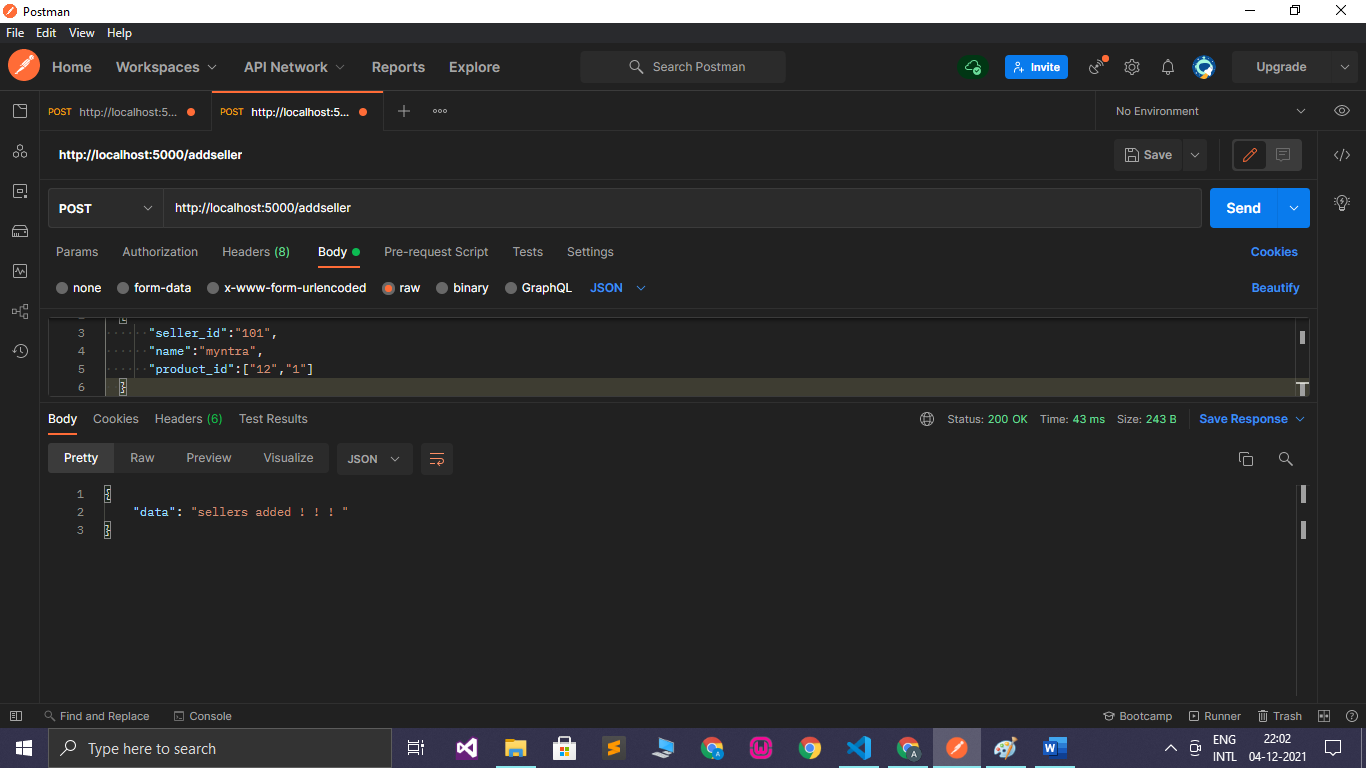 Postman
File Edit View Help
Home Workspaces API Network Reports Explore Search Postman Invite Upgrade
POST http://localhost:5... POST http://localhost:5... No Environment
http://localhost:5000/addseller Save
POST http://localhost:5000/addseller Send
Params Authorization Headers (8) Body Pre-request Script Tests Settings Cookies
none form-data x-www-form-urlencoded raw binary GraphQL JSON Beautify
3 "seller_id":"101",
4 "name":"myntra",
5 "product_id":["12","1"]
6 }
Body Cookies Headers (6) Test Results Status: 200 OK Time: 43 ms Size: 243 B Save Response
Pretty Raw Preview Visualize JSON
1 {
2 "data": "sellers added ! ! ! "
3 }
Find and Replace Console Bootcamp Runner Trash
Type here to search ENG 22:02
INTL 04-12-2021